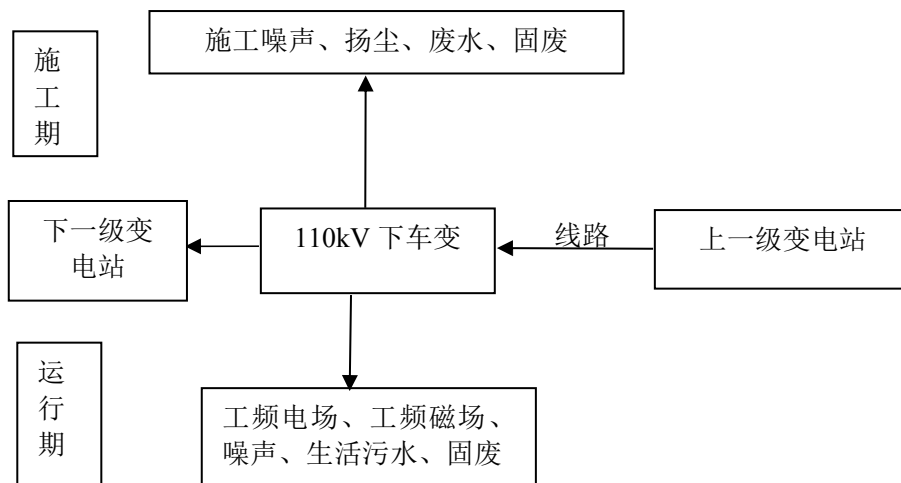 施工噪声、扬尘、废水、固废
施
工
期
下一级变
电站
110kV 下车变
线路
上一级变电站
运
行
期
工频电场、工频磁场、
噪声、生活污水、固废